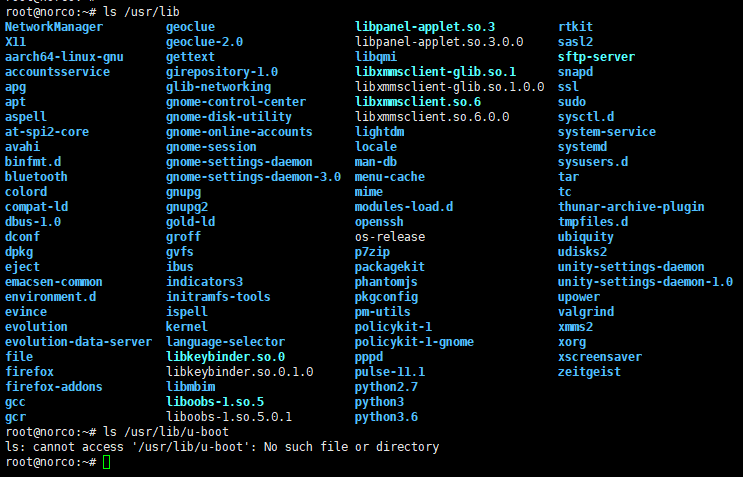 root@norco:~# ls /usr/lib
NetworkManager geoclue libpanel-applet.so.3 rtkit
X11 geoclue-2.0 libpanel-applet.so.3.0.0 sasl2
aarch64-linux-gnu gettext libqmi sftp-server
accountsservice girepository-1.0 libxmmsclient-glib.so.1 snapd
apg glib-networking libxmmsclient-glib.so.1.0.0 ssl
apt gnome-control-center libxmmsclient.so.6 sudo
aspell gnome-disk-utility libxmmsclient.so.6.0.0 sysctl.d
at-spi2-core gnome-online-accounts lightdm system-service
avahi gnome-session locale systemd
binfmt.d gnome-settings-daemon man-db sysusers.d
bluetooth gnome-settings-daemon-3.0 menu-cache tar
colord gnupg mime tc
compat-ld gnupg2 modules-load.d thunar-archive-plugin
dbus-1.0 gold-ld openssh tmpfiles.d
dconf groff os-release ubiquity
dpkg gvfs p7zip udisks2
eject ibus packagekit unity-settings-daemon
emacsen-common indicators3 phantomjs unity-settings-daemon-1.0
environment.d initramfs-tools pkgconfig upower
evince ispell pm-utils valgrind
evolution kernel policykit-1 xmms2
evolution-data-server language-selector policykit-1-gnome xorg
file libkeybinder.so.0 pppd xscreensaver
firefox libkeybinder.so.0.1.0 pulse-11.1 zeitgeist
firefox-addons libmbim python2.7
gcc liboobs-1.so.5 python3
gcr liboobs-1.so.5.0.1 python3.6
root@norco:~# ls /usr/lib/u-boot
ls: cannot access '/usr/lib/u-boot': No such file or directory
root@norco:~#